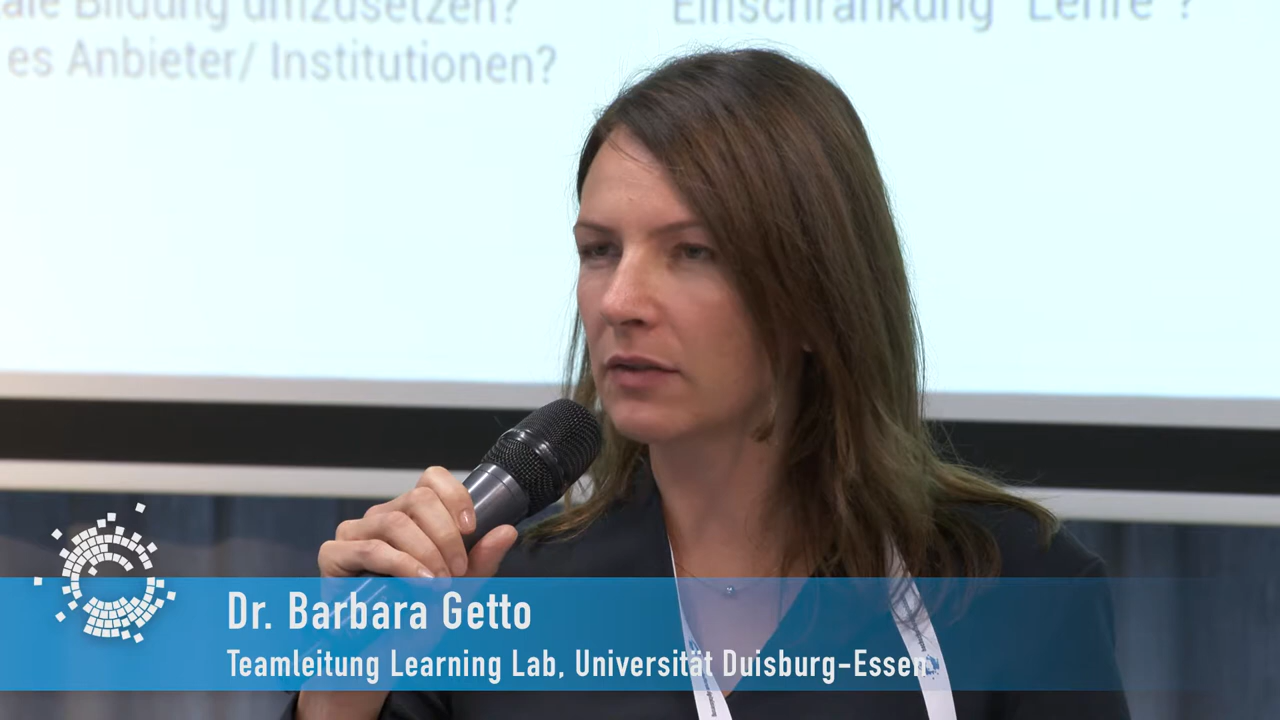 ale Bildung umzusetzen?
es Anbieter/ Institutionen?
Einschränkung "Lehre"?
Dr. Barbara Getto
Teamleitung Learning Lab, Universität Duisburg-Essen